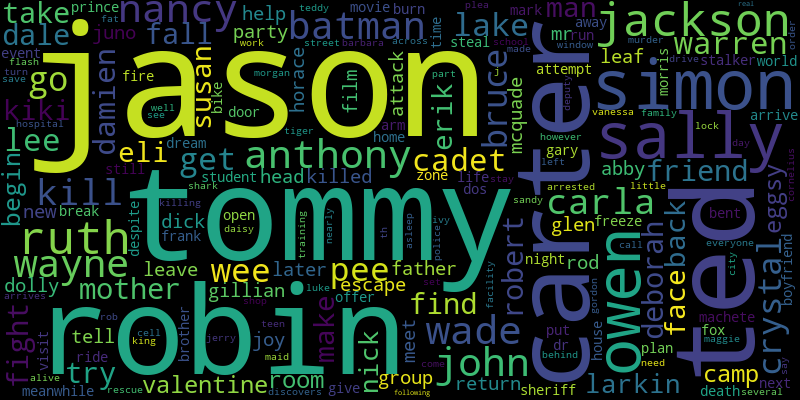 take prince nancy batman movie burn lake mark man jackson
fat teddy away
dale juno fall help mr run warren
event street barbara across steal leaf stalker world
flash work party time attempt
go jason susan horace film attack erik bruce simon
turn fire bike door morris
save morgan part mcquade murder drive window
kiki damien well see arm deputy vanessa family arrive
hospital tiger home however sally
lee eli get anthony cadet gary lock day
dream zone left abby friend
still student head killed life stay arrested little cornelius
begin kill shark dos sandy carla eggsy
new break killing tommy carter ted bent
despite dick open daisy ivy glen freeze
ruth frank training nearly th asleep police call everyone
wayne wee pee father night rod owen deborah back city crystal boyfriend
dolly mother leave later escape robert facility face fox
gillian offer find put gordon machete
arrives rob luke shop set dr house plan maggie
fight tell brother robin make nick meet wade behind need say
visit cell king joy teen jerry john come
ride maid group sheriff camp next
alive try rescue discovers room give return larkin death several
meanwhile valentine following
real school made plea order